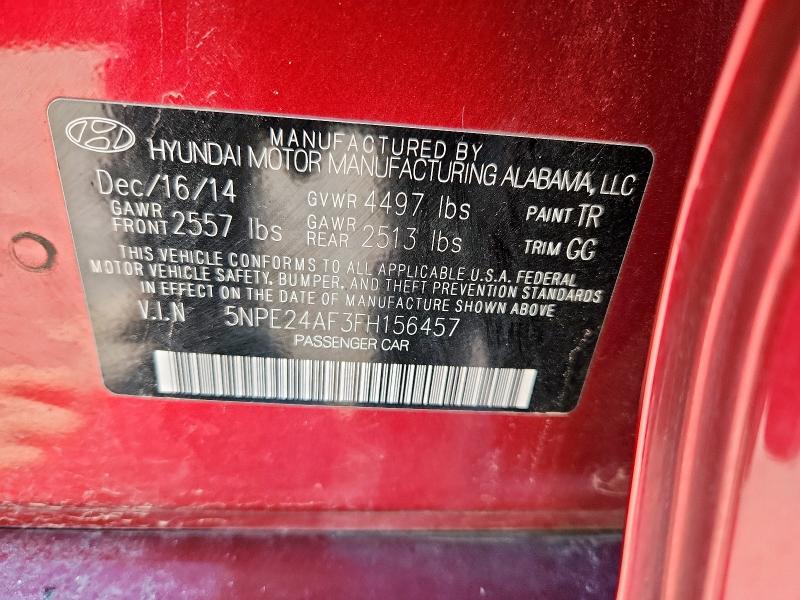 MANUFACTURED BY
HYUNDAI MOTOR MANUFACTURING ALABAMA, LLC
Dec/16/14 GVWR 4497 lbs PAINT TR
GAWR FRONT 2557 lbs GAWR REAR 2513 lbs TRIM GG
THIS VEHICLE CONFORMS TO ALL APPLICABLE U.S.A. FEDERAL
MOTOR VEHICLE SAFETY, BUMPER, AND THEFT PREVENTION STANDARDS
IN EFFECT ON THE DATE OF MANUFACTURE SHOWN ABOVE
V.I.N 5NPE24AF3FH156457
PASSENGER CAR